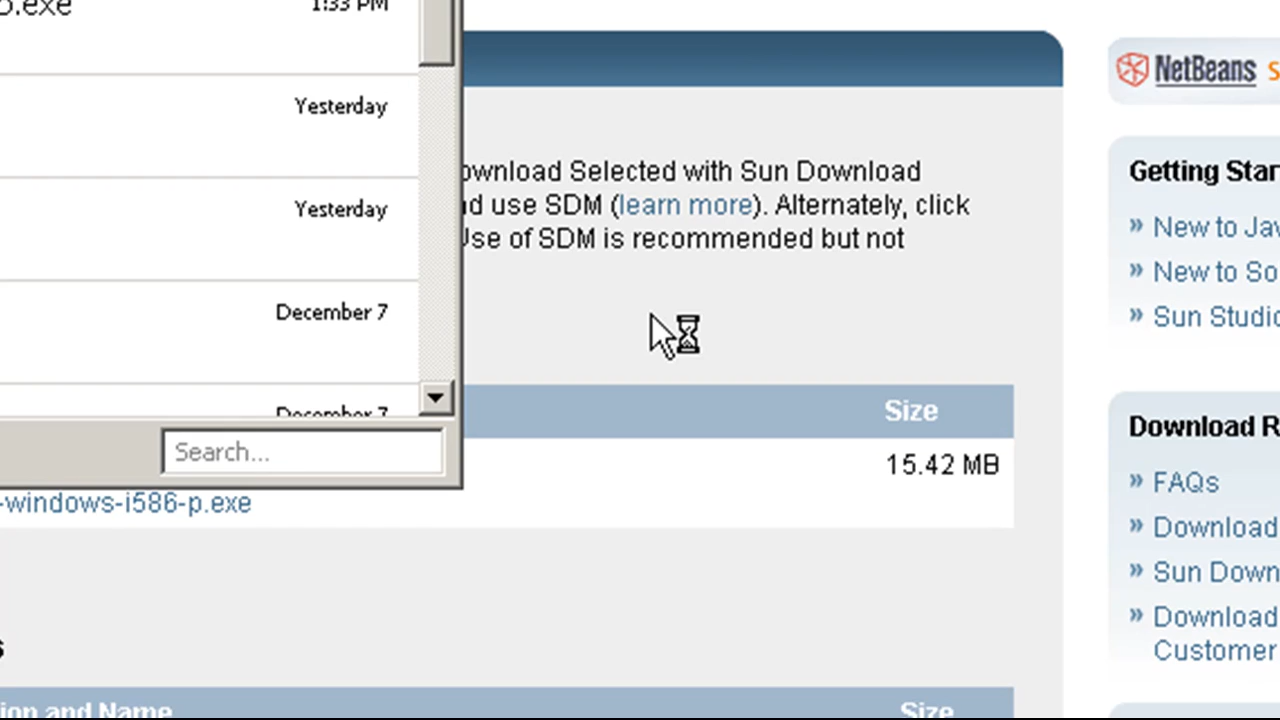 .exe
1:33 PM
Yesterday
Yesterday
December 7
December 7
Search...
ownload Selected with Sun Download
use SDM (learn more). Alternately, click
Use of SDM is recommended but not
Size
15.42 MB
-windows-i586-p.exe
s
ion and Name
Size
NetBeans
Getting Star
» New to Jav
» New to So
» Sun Studio
Download R
» FAQs
» Download
» Sun Down
» Download
Customer